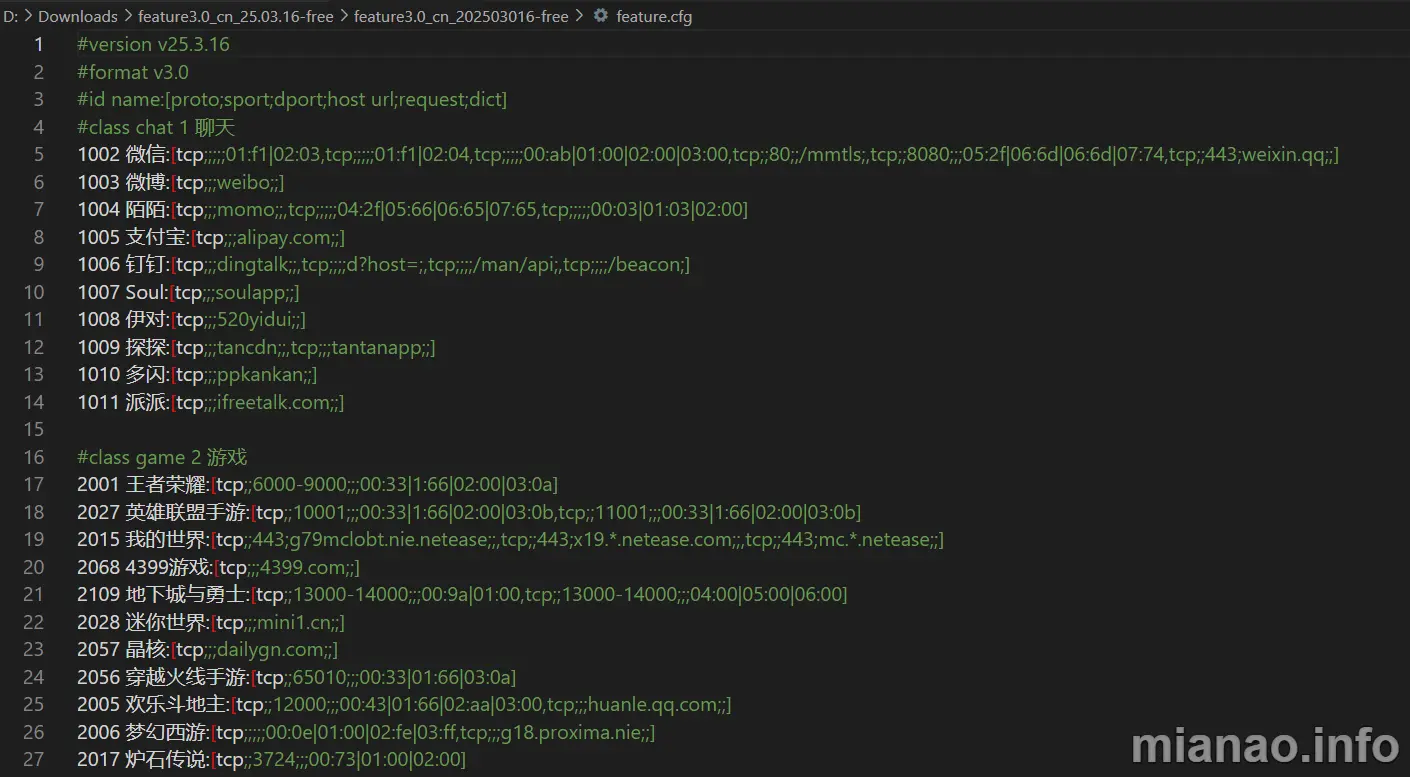 D: > Downloads > feature3.0_cn_25.03.16-free > feature3.0_cn_202503016-free > feature.cfg
1 #version v25.3.16
2 #format v3.0
3 #id name:[proto;sport;dport;host url;request;dict]
4 #class chat 1 聊天
5 1002 微信:[tcp;;;;;01:f1|02:03,tcp;;;;;01:f1|02:04,tcp;;;;;00:ab|01:00|02:00|03:00,tcp;;80;;/mmtls;,tcp;;8080;;;05:2f|06:6d|06:6d|07:74,tcp;;443;weixin.qq;;]
6 1003 微博:[tcp;;;weibo;;]
7 1004 陌陌:[tcp;;;momo;;,tcp;;;;;04:2f|05:66|06:65|07:65,tcp;;;;;00:03|01:03|02:00]
8 1005 支付宝:[tcp;;;alipay.com;;]
9 1006 钉钉:[tcp;;;dingtalk;;,tcp;;;;d?host=;,tcp;;;;/man/api;,tcp;;;;/beacon;]
10 1007 Soul:[tcp;;;soulapp;;]
11 1008 伊对:[tcp;;;520yidui;;]
12 1009 探探:[tcp;;;tancdn;;,tcp;;;tantanapp;;]
13 1010 多闪:[tcp;;;ppkankan;;]
14 1011 派派:[tcp;;;ifreetalk.com;;]
15
16 #class game 2 游戏
17 2001 王者荣耀:[tcp;;6000-9000;;;00:33|1:66|02:00|03:0a]
18 2027 英雄联盟手游:[tcp;;10001;;;00:33|1:66|02:00|03:0b,tcp;;11001;;;00:33|1:66|02:00|03:0b]
19 2015 我的世界:[tcp;;443;g79mclobt.nie.netease;;,tcp;;443;x19.*.netease.com;;,tcp;;443;mc.*.netease;;]
20 2068 4399游戏:[tcp;;;4399.com;;]
21 2109 地下城与勇士:[tcp;;13000-14000;;;00:9a|01:00,tcp;;13000-14000;;;04:00|05:00|06:00]
22 2028 迷你世界:[tcp;;;mini1.cn;;]
23 2057 晶核:[tcp;;;dailygn.com;;]
24 2056 穿越火线手游:[tcp;;65010;;;00:33|01:66|03:0a]
25 2005 欢乐斗地主:[tcp;;12000;;;00:43|01:66|02:aa|03:00,tcp;;;huanle.qq.com;;]
26 2006 梦幻西游:[tcp;;;;;00:0e|01:00|02:fe|03:ff,tcp;;;g18.proxima.nie;;]
27 2017 炉石传说:[tcp;;3724;;;00:73|01:00|02:00]
mianao.info